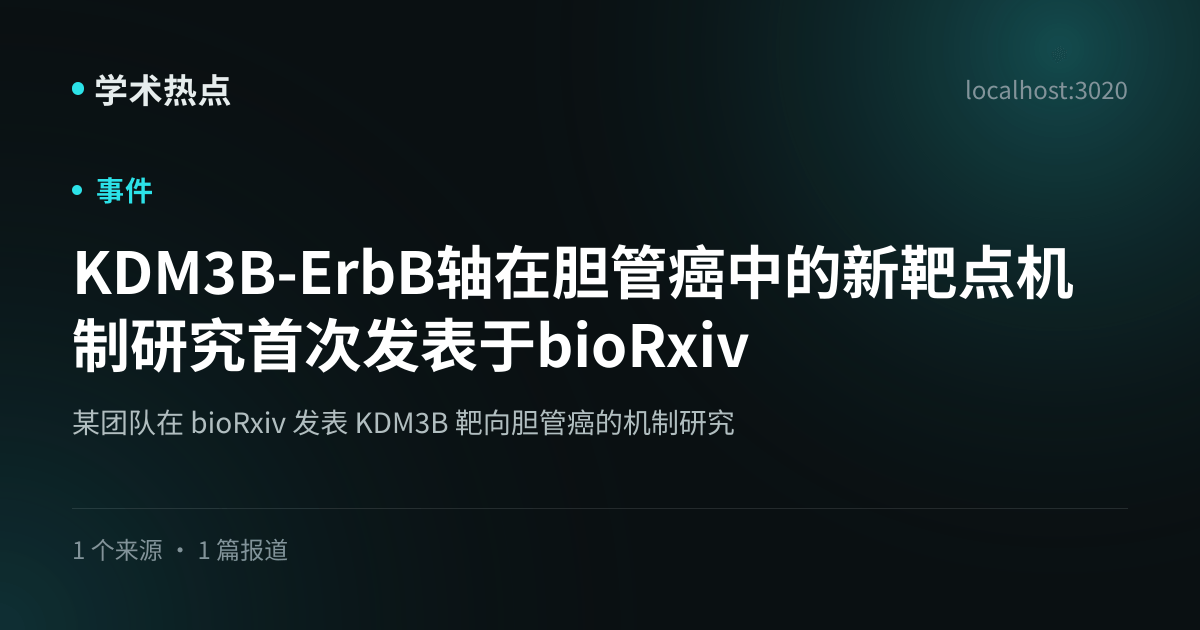 学术热点
localhost:3020
事件
KDM3B-ErbB轴在胆管癌中的新靶点机
制研究首次发表于bioRxiv
某团队在 bioRxiv 发表 KDM3B 靶向胆管癌的机制研究
1 个来源 · 1 篇报道